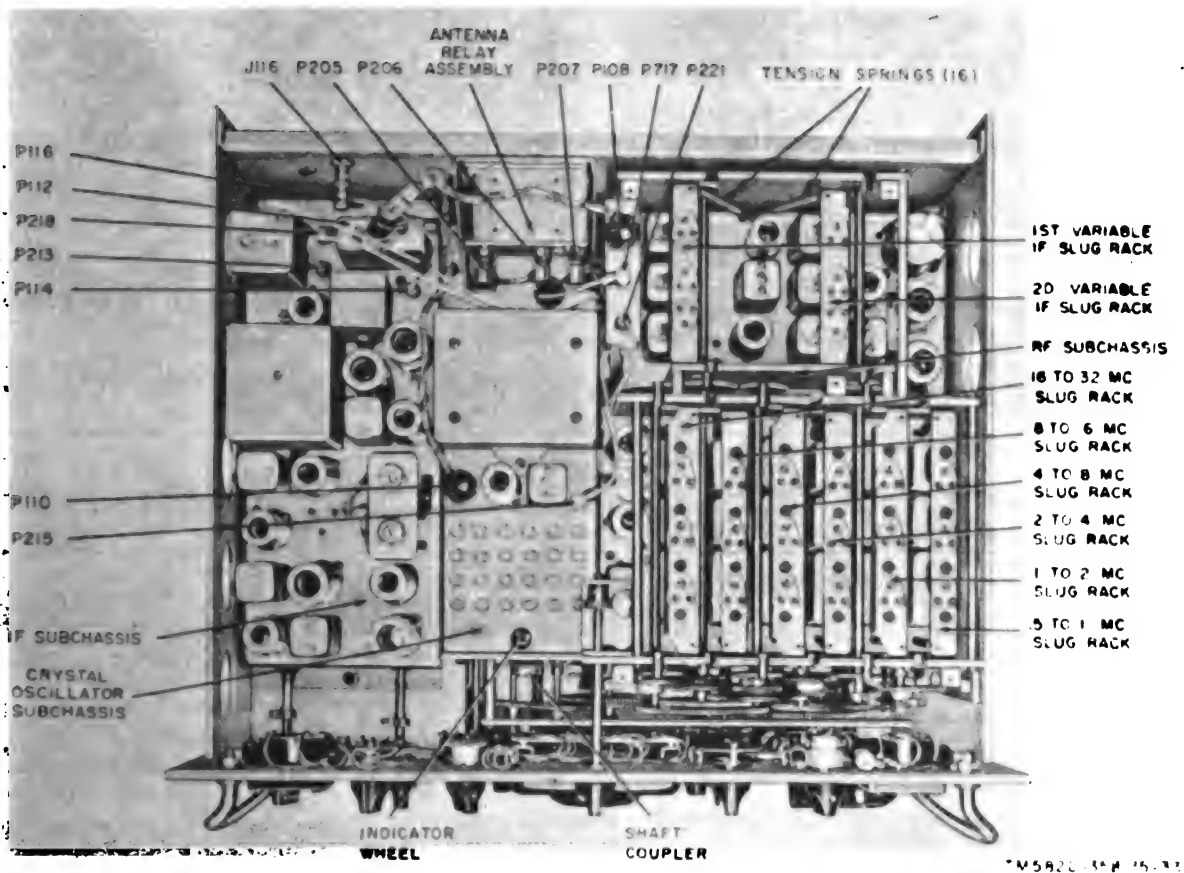 ANTENNA
RELAY
ASSEMBLY
J116 P205 P206 P207 P108 P717 P221 TENSION SPRINGS (16)
P116
P112
P218
P213
P114
P110
P215
IF SUBCHASSIS
CRYSTAL
OSCILLATOR
SUBCHASSIS
1ST VARIABLE
IF SLUG RACK
2D VARIABLE
IF SLUG RACK
RF SUBCHASSIS
16 TO 32 MC
SLUG RACK
8 TO 6 MC
SLUG RACK
4 TO 8 MC
SLUG RACK
2 TO 4 MC
SLUG RACK
1 TO 2 MC
SLUG RACK
.5 TO 1 MC
SLUG RACK
INDICATOR
WHEEL
SHAFT
COUPLER